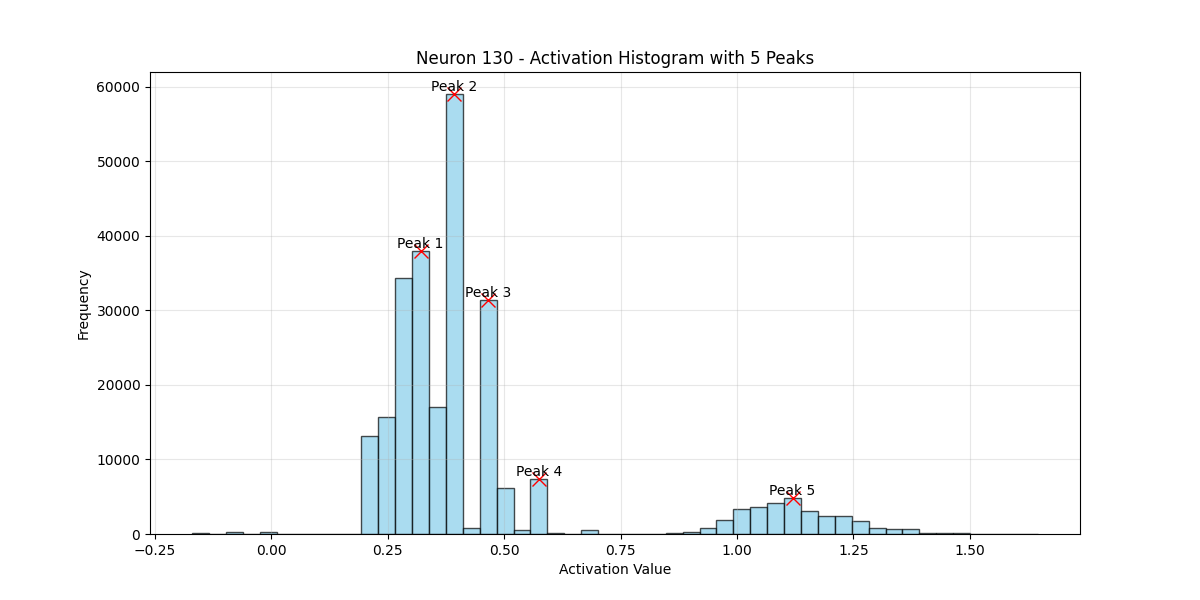 Neuron 130 - Activation Histogram with 5 Peaks
60000
Peak 2
50000
40000
Peak 1
Peak 3
30000
Frequency
20000
10000
Peak 4
Peak 5
0
−0.25 0.00 0.25 0.50 0.75 1.00 1.25 1.50
Activation Value